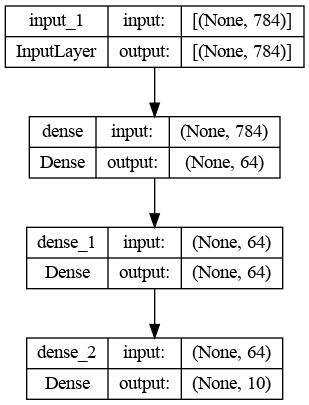 input_1 input: [(None, 784)]
InputLayer output: [(None, 784)]
dense input: (None, 784)
Dense output: (None, 64)
dense_1 input: (None, 64)
Dense output: (None, 64)
dense_2 input: (None, 64)
Dense output: (None, 10)